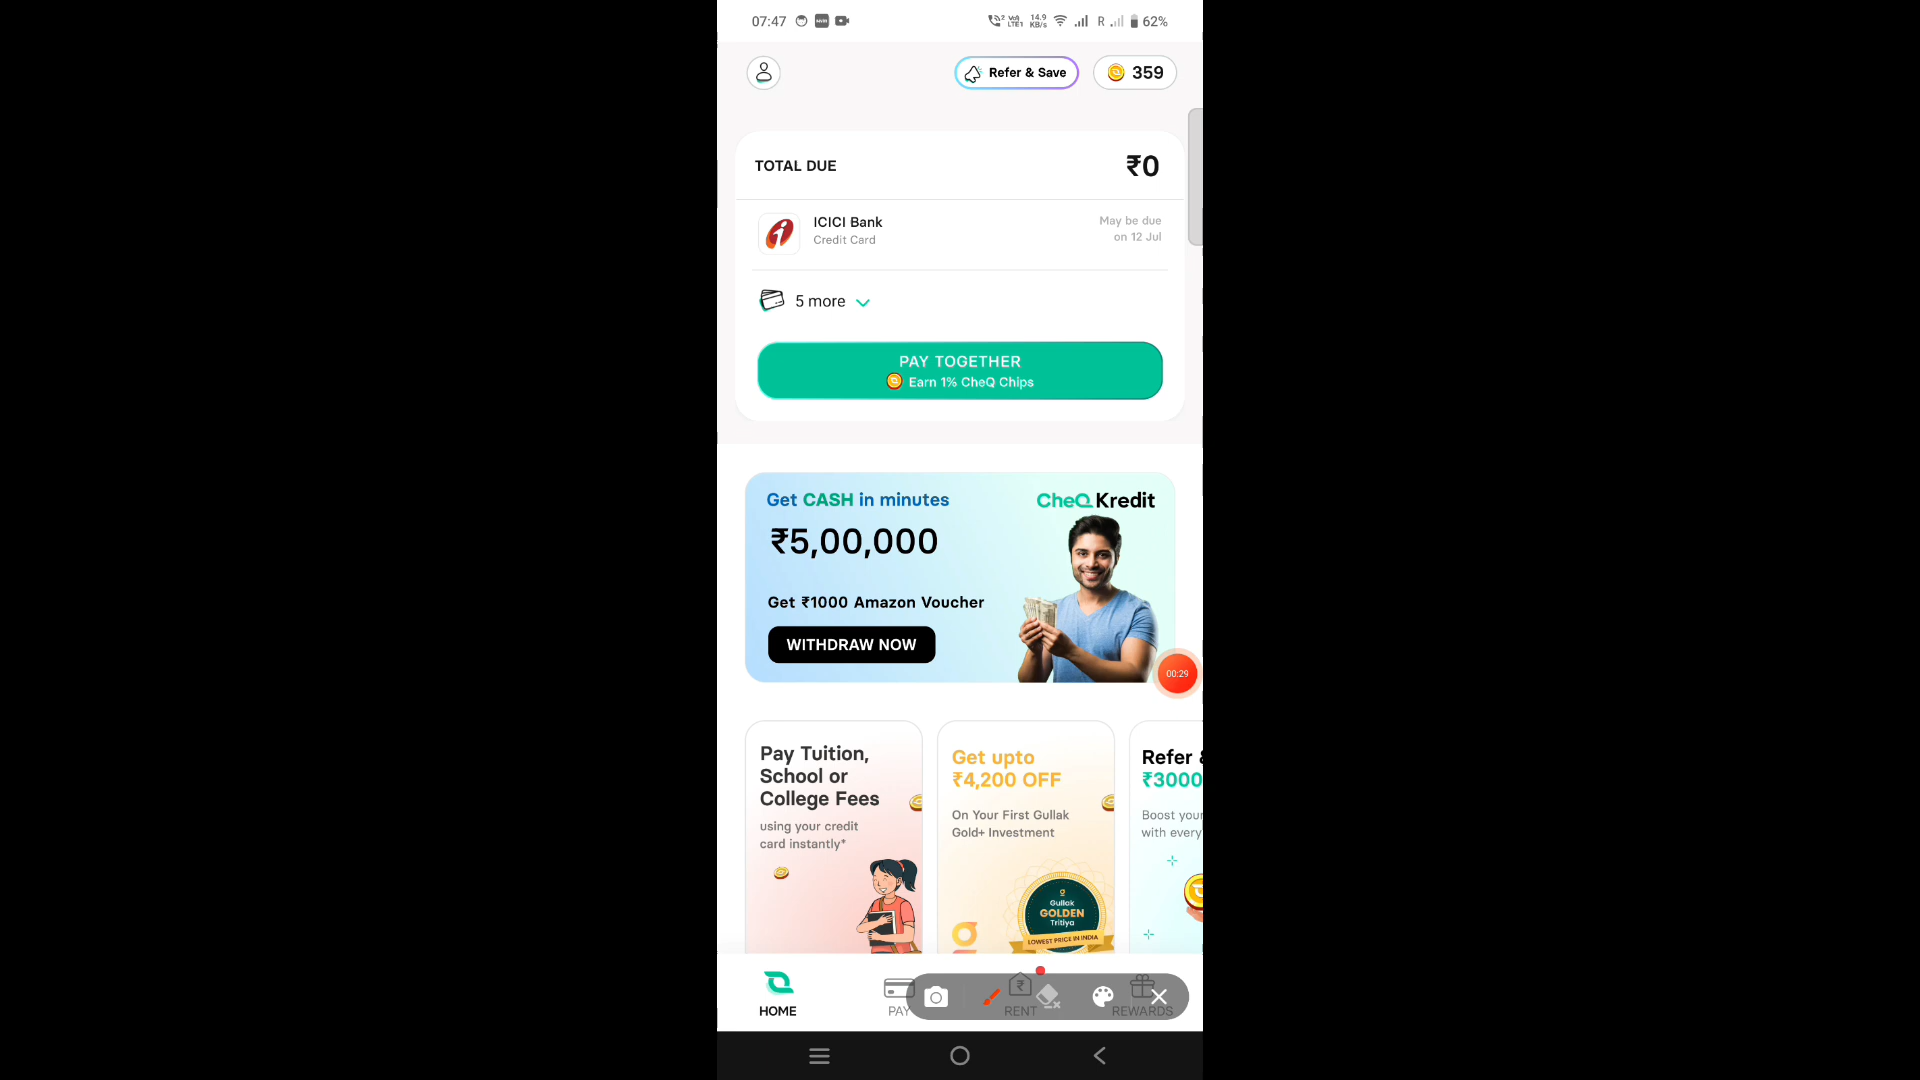 07:47
14.9
KB/s
R
62%
Refer & Save
359
TOTAL DUE
₹0
ICICI Bank
Credit Card
May be due
on 12 Jul
5 more
PAY TOGETHER
Earn 1% CheQ Chips
Get CASH in minutes
CheQ Kredit
₹5,00,000
Get ₹1000 Amazon Voucher
WITHDRAW NOW
00:29
Pay Tuition,
School or
College Fees
using your credit
card instantly*
Get upto
₹4,200 OFF
On Your First Gullak
Gold+ Investment
Gullak
GOLDEN
Tritiya
LOWEST PRICE IN INDIA
Refer &
₹3000
Boost your
with every
HOME
PAY
RENT
REWARDS